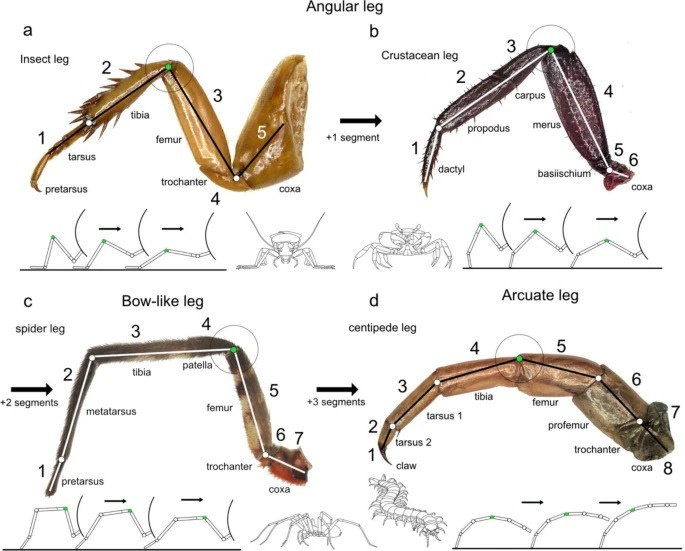 Angular leg
a
Insect leg
2
3
1
5
tibia
femur
tarsus
pretarsus
trochanter
4
coxa
+1 segment
b
Crustacean leg
3
2
4
1
carpus
propodus
merus
dactyl
basiischium
5
6
coxa
c
Bow-like leg
spider leg
3
4
2
tibia
patella
5
metatarsus
femur
+2 segments
1
6
7
pretarsus
trochanter
coxa
d
Arcuate leg
centipede leg
4
5
3
6
tibia
femur
2
tarsus 1
profemur
7
+3 segments
1
tarsus 2
trochanter
claw
coxa
8